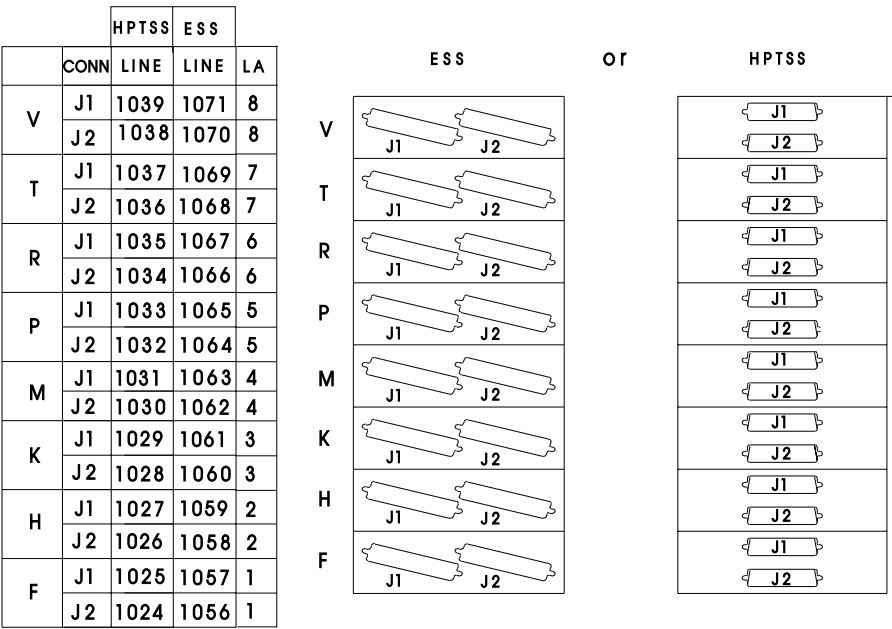 HPTSS ESS
CONN LINE LINE LA
V J1 1039 1071 8
J2 1038 1070 8
T J1 1037 1069 7
J2 1036 1068 7
R J1 1035 1067 6
J2 1034 1066 6
P J1 1033 1065 5
J2 1032 1064 5
M J1 1031 1063 4
J2 1030 1062 4
K J1 1029 1061 3
J2 1028 1060 3
H J1 1027 1059 2
J2 1026 1058 2
F J1 1025 1057 1
J2 1024 1056 1
ESS or HPTSS
V J1 J2
T J1 J2
R J1 J2
P J1 J2
M J1 J2
K J1 J2
H J1 J2
F J1 J2
J1
J2
J1
J2
J1
J2
J1
J2
J1
J2
J1
J2
J1
J2
J1
J2